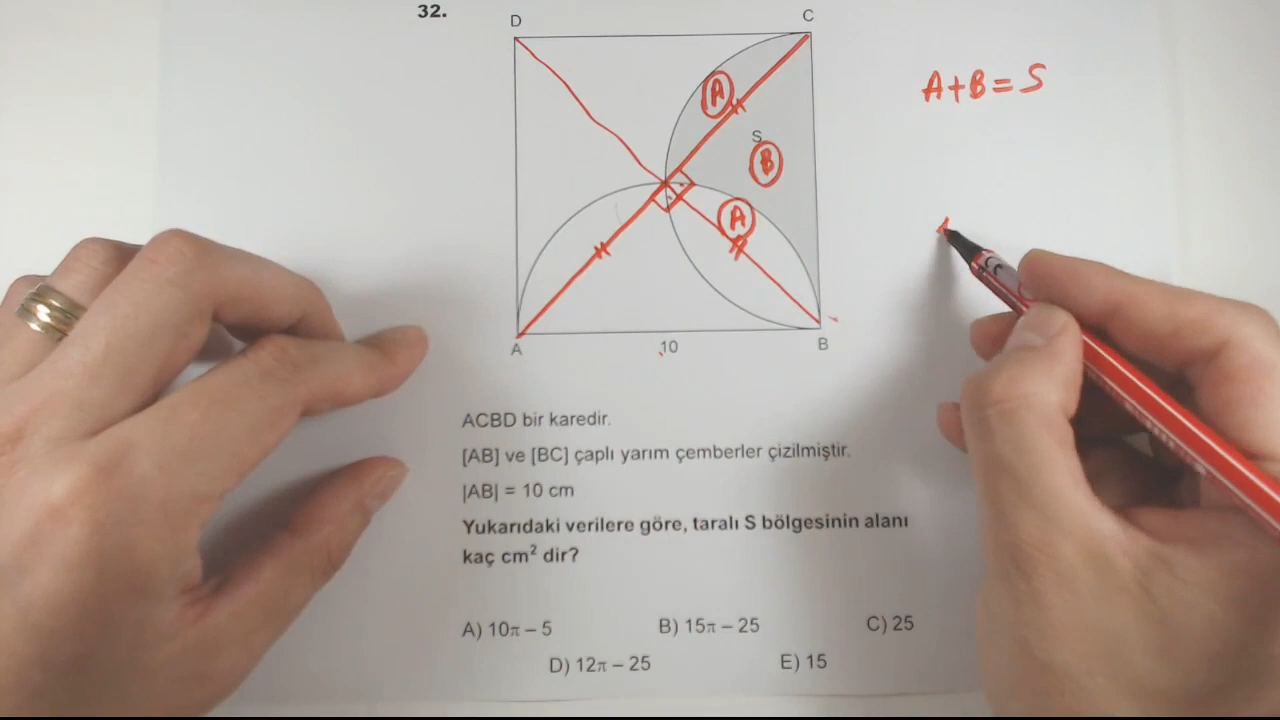 32.
D
C
A
A+B=S
S
B
A
A
10
B
ACBD bir karedir.
[AB] ve [BC] çaplı yarım çemberler çizilmiştir.
|AB| = 10 cm
Yukarıdaki verilere göre, taralı S bölgesinin alanı
kaç cm² dir?
A) 10π – 5 B) 15π – 25 C) 25
D) 12π – 25 E) 15